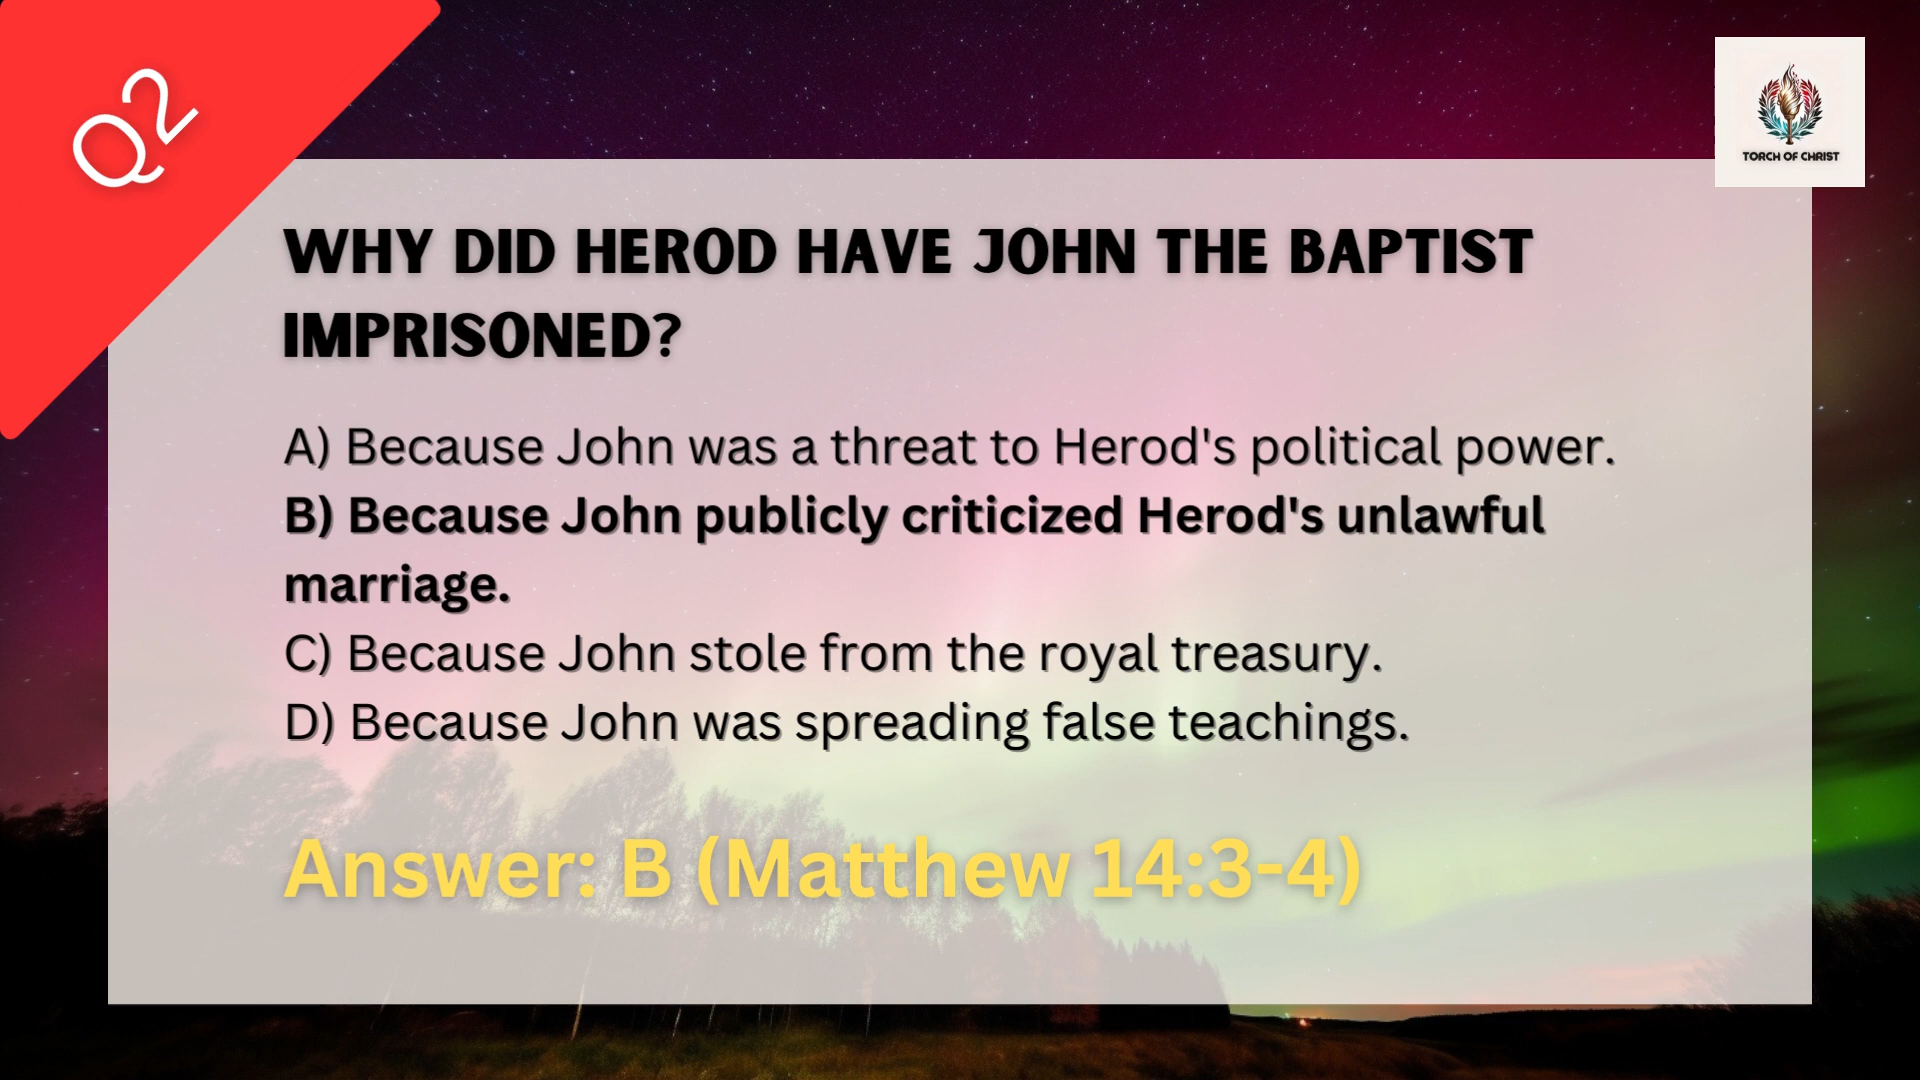 Q2
TORCH OF CHRIST
WHY DID HEROD HAVE JOHN THE BAPTIST
IMPRISONED?
A) Because John was a threat to Herod's political power.
B) Because John publicly criticized Herod's unlawful
marriage.
C) Because John stole from the royal treasury.
D) Because John was spreading false teachings.
Answer: B (Matthew 14:3-4)